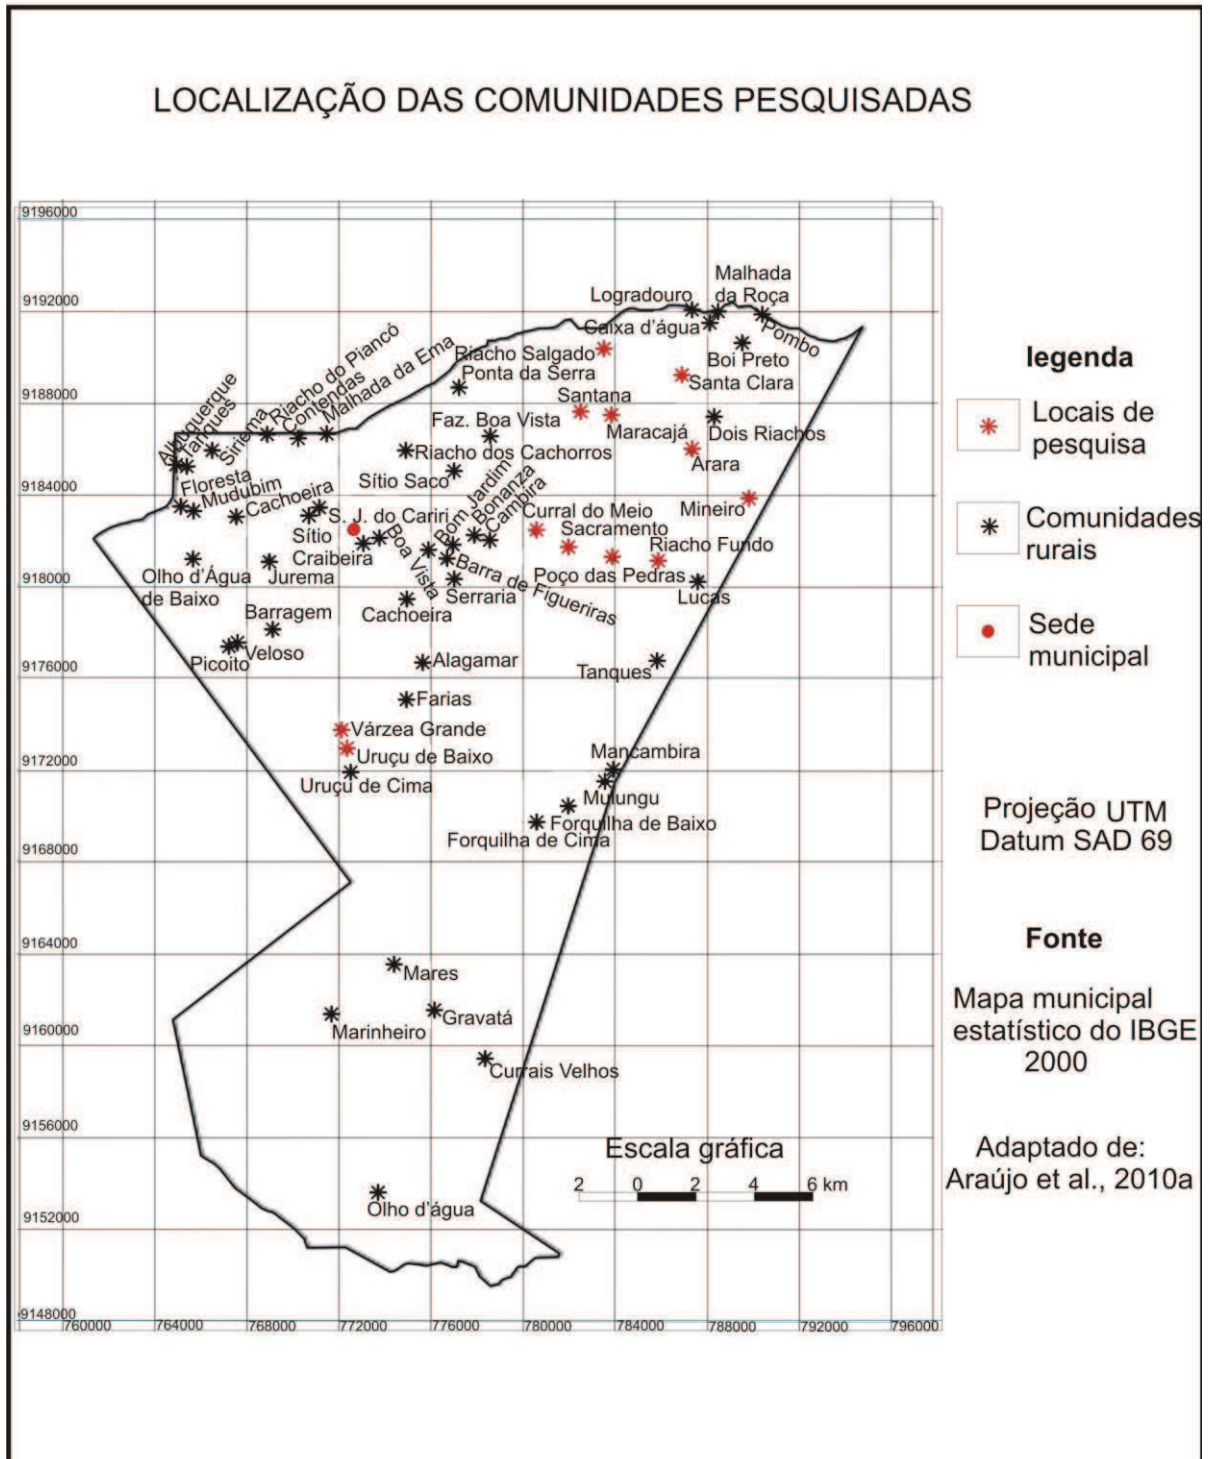 LOCALIZAÇÃO DAS COMUNIDADES PESQUISADAS
9196000
9192000
9188000
9184000
918000
9176000
9172000
9168000
9164000
9160000
9156000
9152000
9148000
760000
764000
768000
772000
776000
780000
784000
788000
792000
796000
Malhada
da Roça
Logradouro
Caixa d'água
Pombo
Boi Preto
Riacho Salgado
Ponta da Serra
Santa Clara
Santana
Maracajá
Dois Riachos
Arara
Mineiro
Faz. Boa Vista
Riacho dos Cachorros
Sítio Saco
Albuquerque
Tanques
Siriema
Riacho do Piancó
Contendas
Malhada da Ema
Floresta
Mudubim
Cachoeira
S. J. do Cariri
Sítio
Craibeira
Boa Vista
Bom Jardim
Bonanza
Cambira
Curral do Meio
Sacramento
Riacho Fundo
Poço das Pedras
Lucas
Barra de Figueriras
Serraria
Cachoeira
Olho d'Água
de Baixo
Jurema
Barragem
Picoito
Veloso
Alagamar
Tanques
Farias
Várzea Grande
Uruçu de Baixo
Uruçu de Cima
Mancambira
Mulungu
Forquilha de Baixo
Forquilha de Cima
Mares
Marinheiro
Gravatá
Currais Velhos
Olho d'água
Escala gráfica
2 0 2 4 6 km
legenda
Locais de
pesquisa
Comunidades
rurais
Sede
municipal
Projeção UTM
Datum SAD 69
Fonte
Mapa municipal
estatístico do IBGE
2000
Adaptado de:
Araújo et al., 2010a